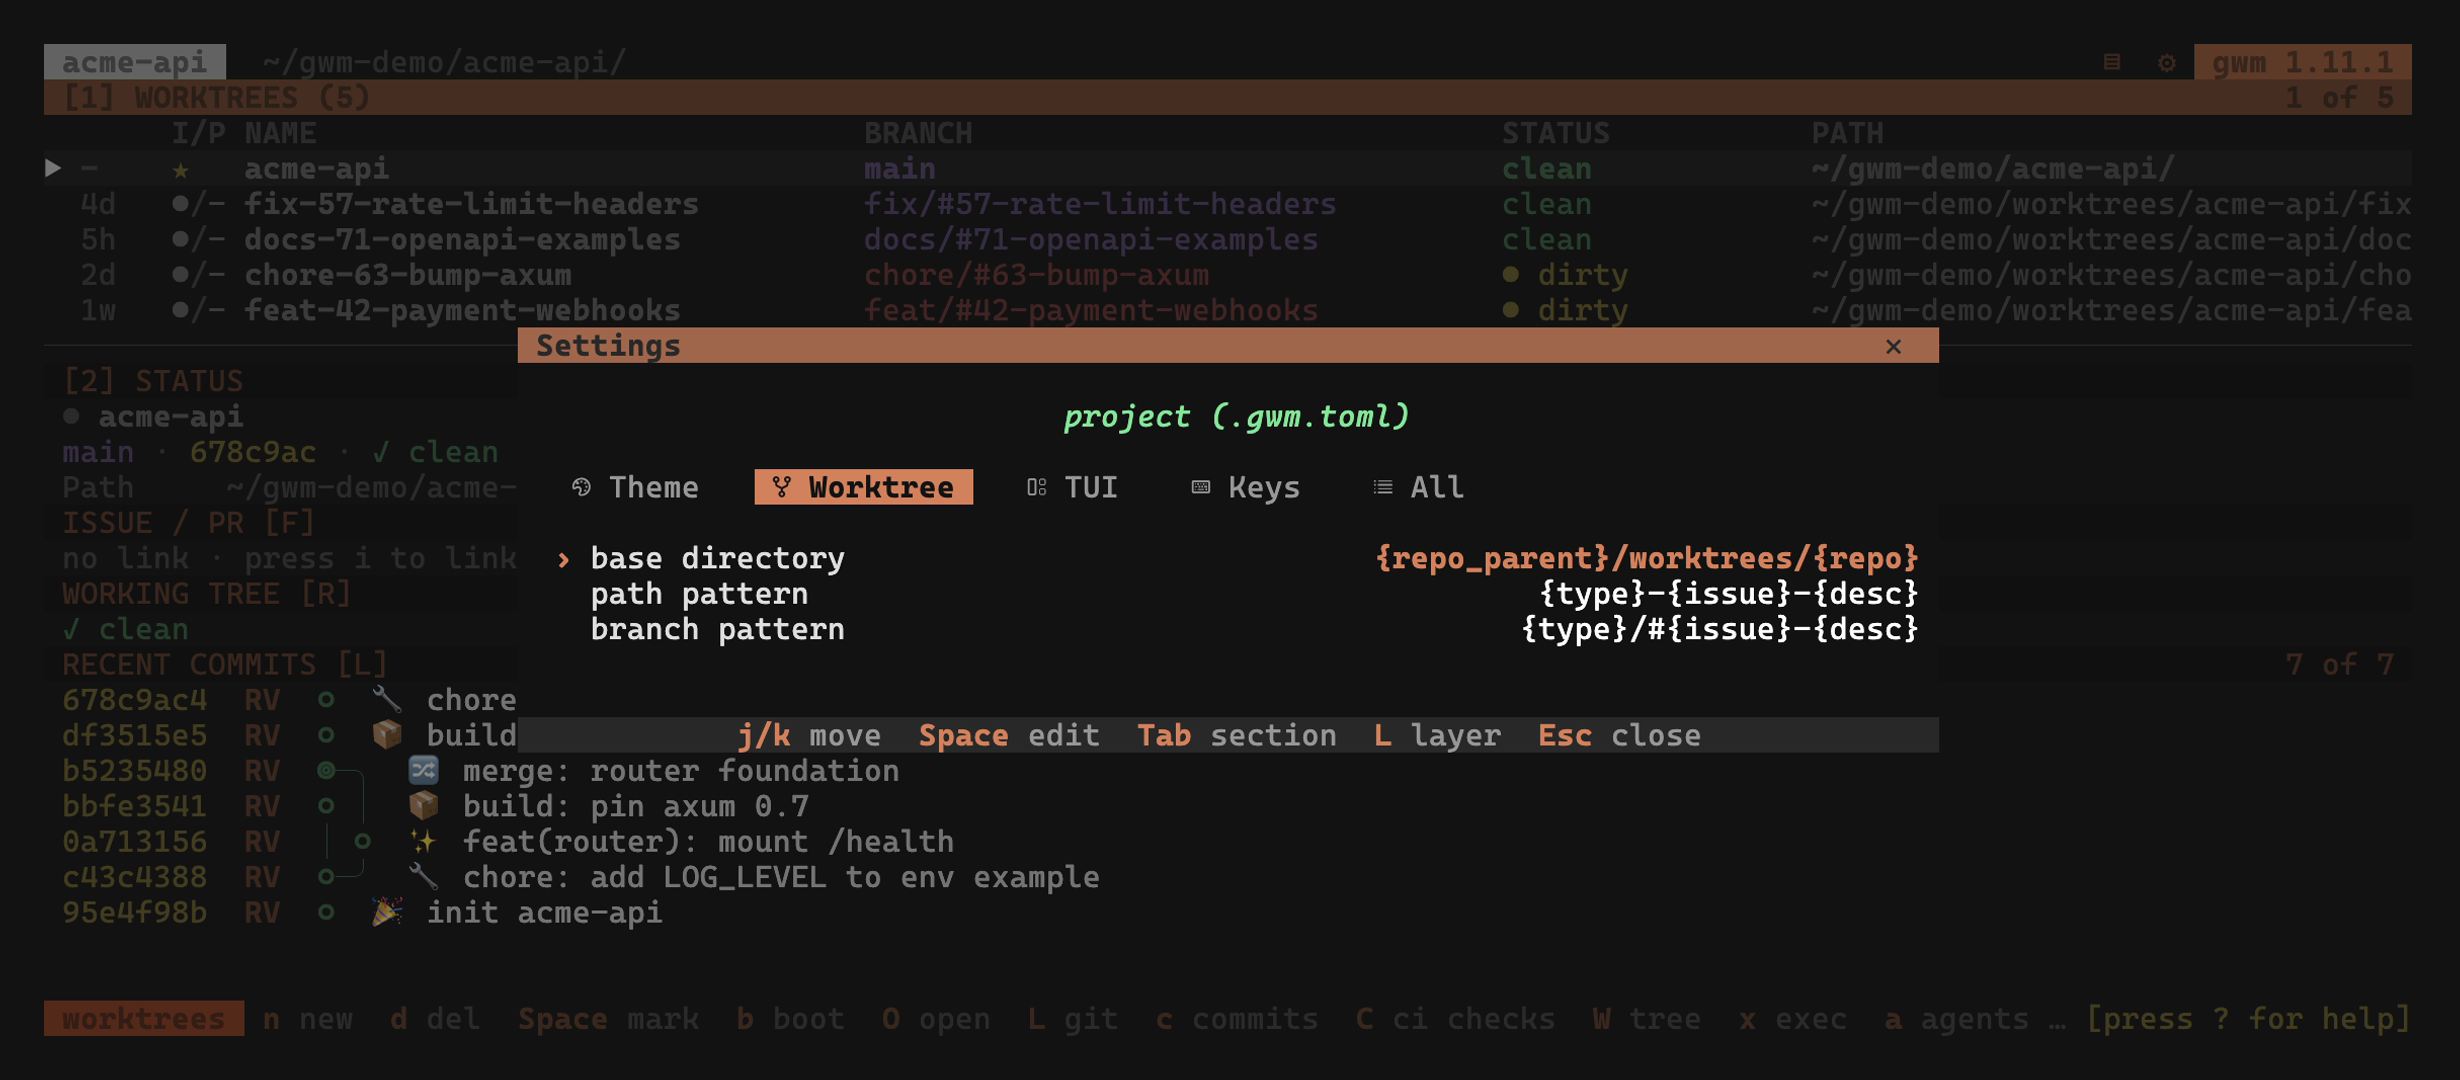 acme-api ~/gwm-demo/acme-api/ gwm 1.11.1
[1] WORKTREES (5) 1 of 5
I/P NAME BRANCH STATUS PATH
▶ - ★ acme-api main clean ~/gwm-demo/acme-api/
4d ●/- fix-57-rate-limit-headers fix/#57-rate-limit-headers clean ~/gwm-demo/worktrees/acme-api/fix
5h ●/- docs-71-openapi-examples docs/#71-openapi-examples clean ~/gwm-demo/worktrees/acme-api/doc
2d ●/- chore-63-bump-axum chore/#63-bump-axum ● dirty ~/gwm-demo/worktrees/acme-api/cho
1w ●/- feat-42-payment-webhooks feat/#42-payment-webhooks ● dirty ~/gwm-demo/worktrees/acme-api/fea
Settings ×
project (.gwm.toml)
Theme Worktree TUI Keys All
› base directory {repo_parent}/worktrees/{repo}
path pattern {type}-{issue}-{desc}
branch pattern {type}/#{issue}-{desc}
j/k move Space edit Tab section L layer Esc close
[2] STATUS
● acme-api
main · 678c9ac · ✓ clean
Path ~/gwm-demo/acme-
ISSUE / PR [F]
no link · press i to link
WORKING TREE [R]
✓ clean
RECENT COMMITS [L] 7 of 7
678c9ac4 RV 🔧 chore
df3515e5 RV 📦 build
b5235480 RV 🔀 merge: router foundation
bbfe3541 RV 📦 build: pin axum 0.7
0a713156 RV ✨ feat(router): mount /health
c43c4388 RV 🔧 chore: add LOG_LEVEL to env example
95e4f98b RV 🎉 init acme-api
worktrees n new d del Space mark b boot O open L git c commits C ci checks W tree x exec a agents … [press ? for help]